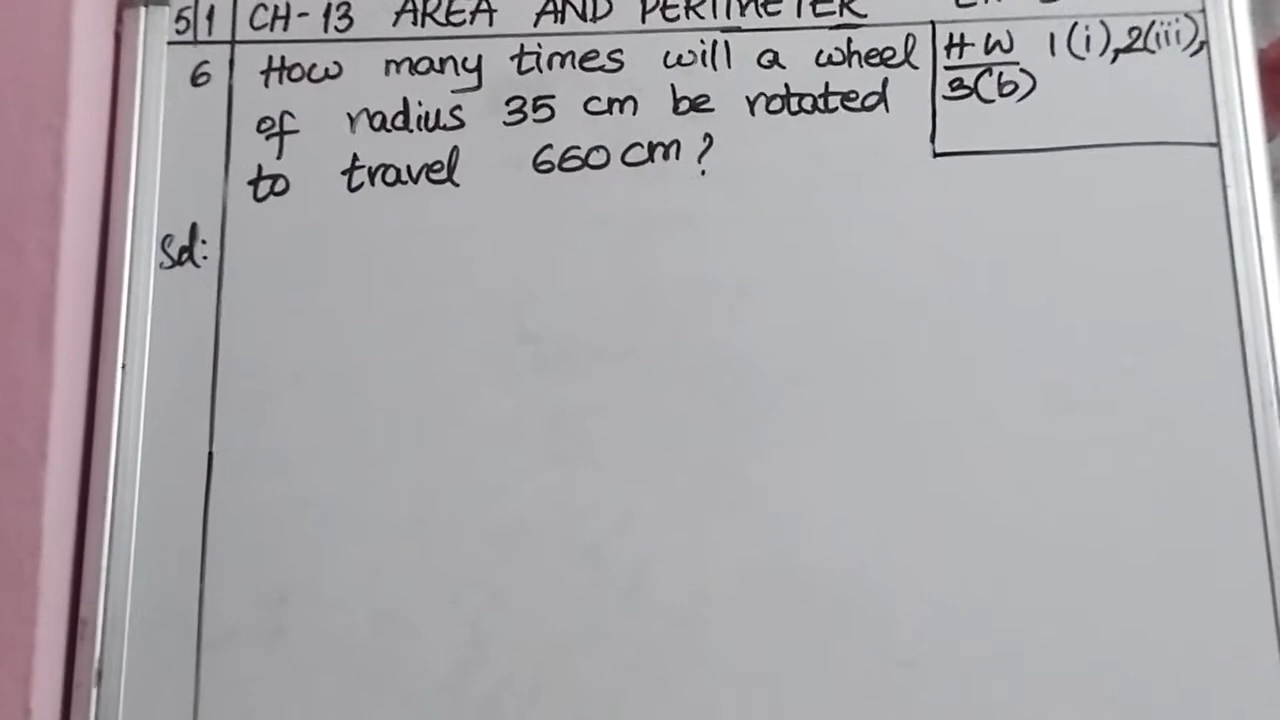 5|1 CH-13 AREA AND PERIMETER
6 How many times will a wheel
of radius 35 cm be rotated
to travel 660 cm?
H.W 1(i), 2(iii),
3(b)
Sol: